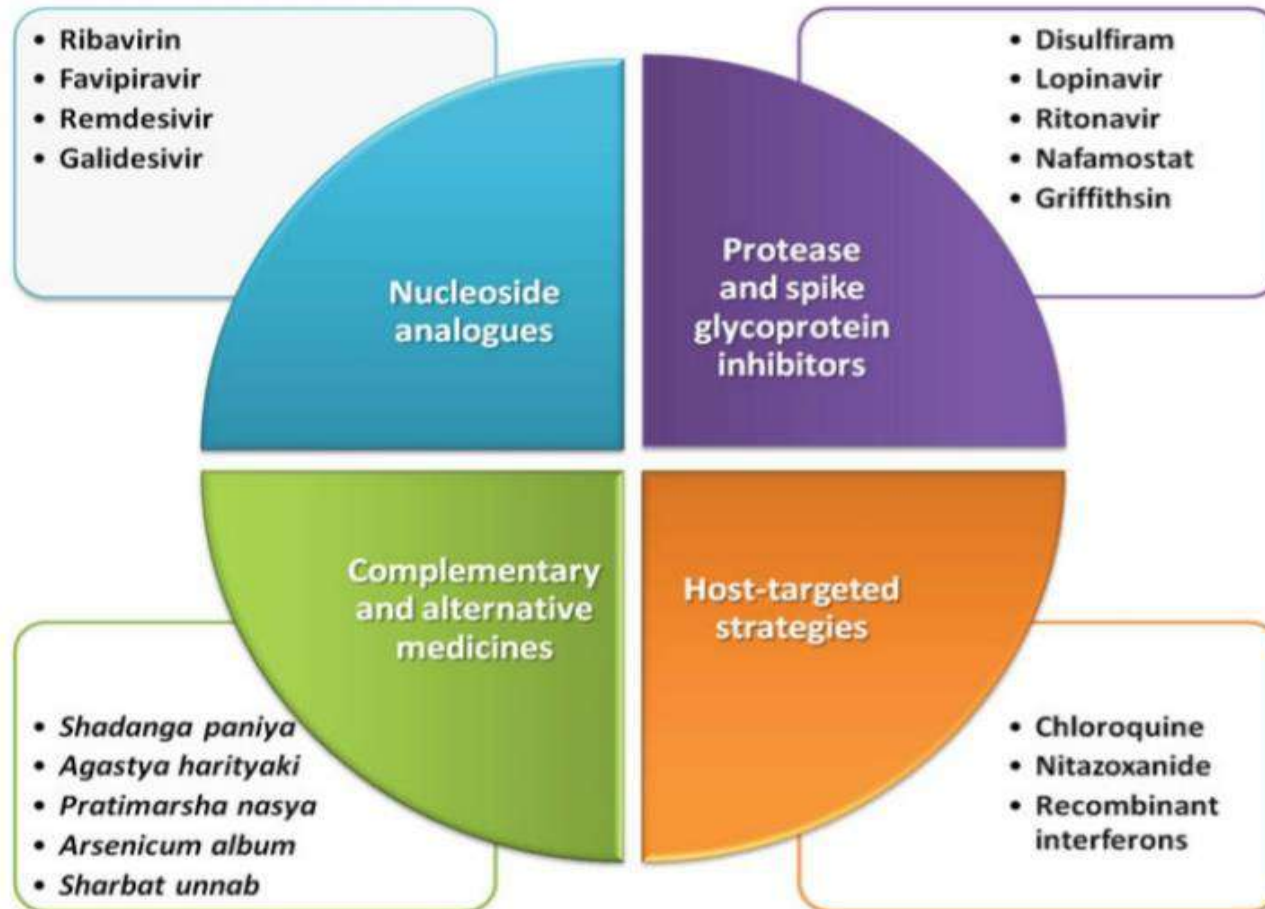 • Ribavirin
• Favipiravir
• Remdesivir
• Galidesivir
• Disulfiram
• Lopinavir
• Ritonavir
• Nafamostat
• Griffithsin
Nucleoside
analogues
Protease
and spike
glycoprotein
inhibitors
Complementary
and alternative
medicines
Host-targeted
strategies
• Shadanga paniya
• Agastya harityaki
• Pratimarsha nasya
• Arsenicum album
• Sharbat unnab
• Chloroquine
• Nitazoxanide
• Recombinant
interferons